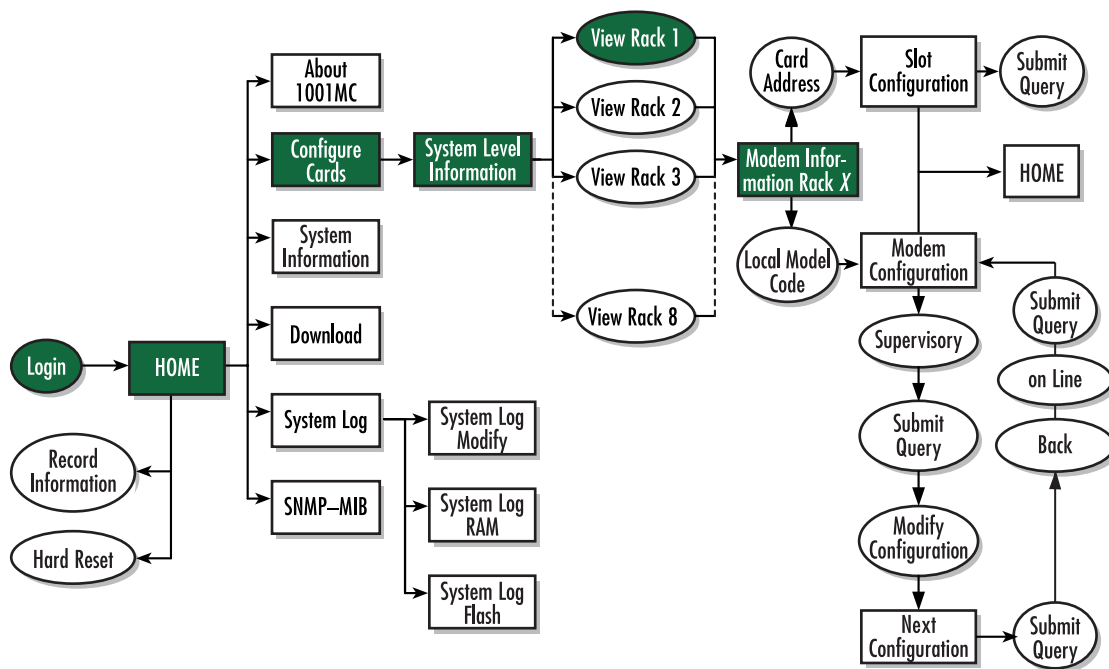 Login
HOME
Record
Information
Hard Reset
About
1001MC
Configure
Cards
System
Information
Download
System Log
SNMP–MIB
System Level
Information
System Log
Modify
System Log
RAM
System Log
Flash
View Rack 1
View Rack 2
View Rack 3
View Rack 8
Modem Infor-
mation Rack X
Card
Address
Local Model
Code
Slot
Configuration
Submit
Query
HOME
Modem
Configuration
Supervisory
Submit
Query
Modify
Configuration
Next
Configuration
Submit
Query
Back
on Line
Submit
Query